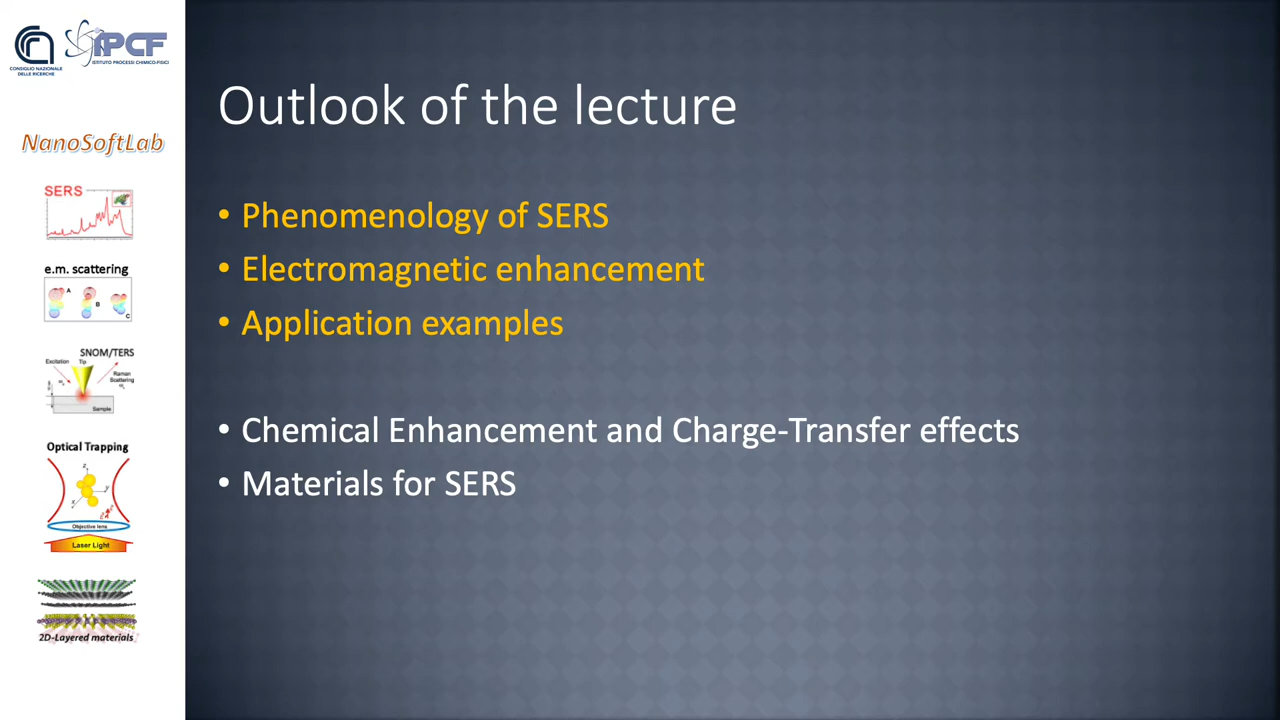 CONSIGLIO NAZIONALE
DELLE RICERCHE
IPCF
ISTITUTO PROCESSI CHIMICO-FISICI
NanoSoftLab
SERS
e.m. scattering
A
B
C
SNOM/TERS
Excitation
Tip
Raman
Scattering
Sample
Optical Trapping
z
x
y
Objective lens
Laser Light
2D-Layered materials
Outlook of the lecture
• Phenomenology of SERS
• Electromagnetic enhancement
• Application examples
• Chemical Enhancement and Charge-Transfer effects
• Materials for SERS